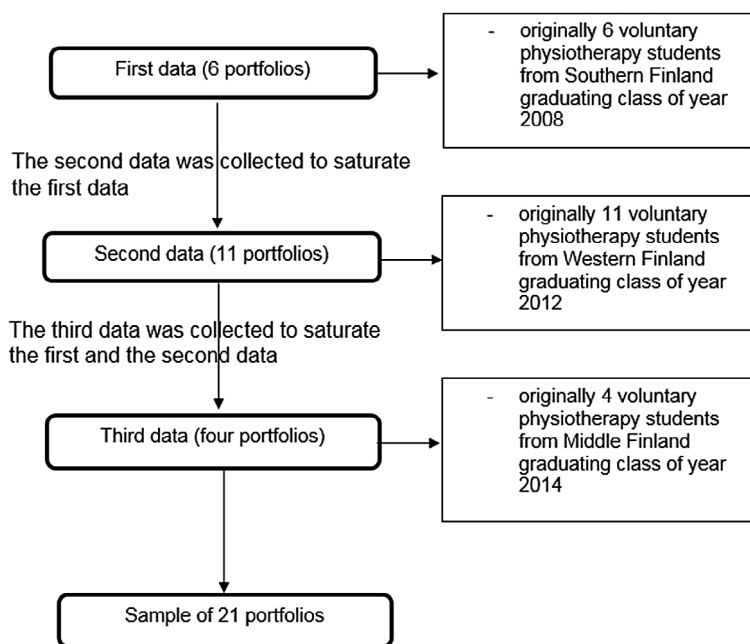 First data (6 portfolios)
- originally 6 voluntary
physiotherapy students
from Southern Finland
graduating class of year
2008
The second data was collected to saturate
the first data
Second data (11 portfolios)
- originally 11 voluntary
physiotherapy students
from Western Finland
graduating class of year
2012
The third data was collected to saturate
the first and the second data
Third data (four portfolios)
- originally 4 voluntary
physiotherapy students
from Middle Finland
graduating class of year
2014
Sample of 21 portfolios